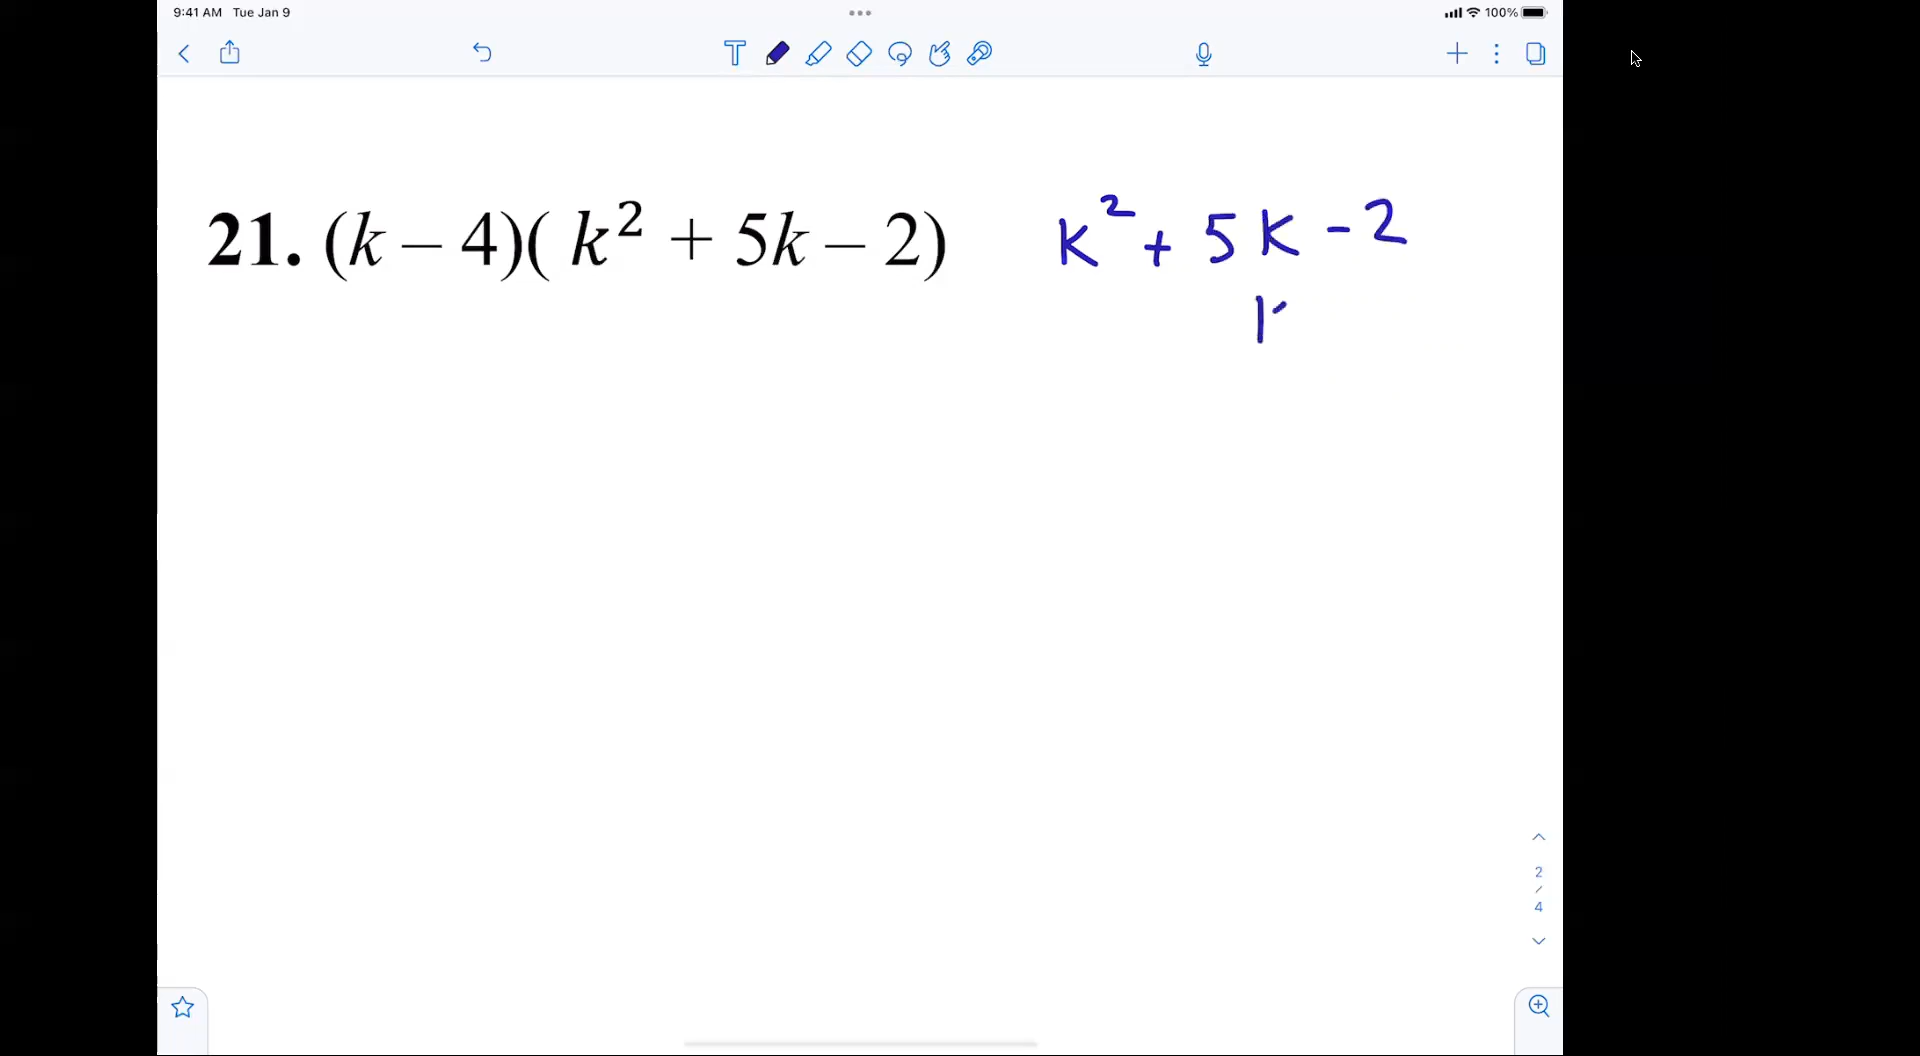 9:41 AM Tue Jan 9
100%
21. (k – 4)( k² + 5k – 2)
k² + 5k - 2
k
2
/
4